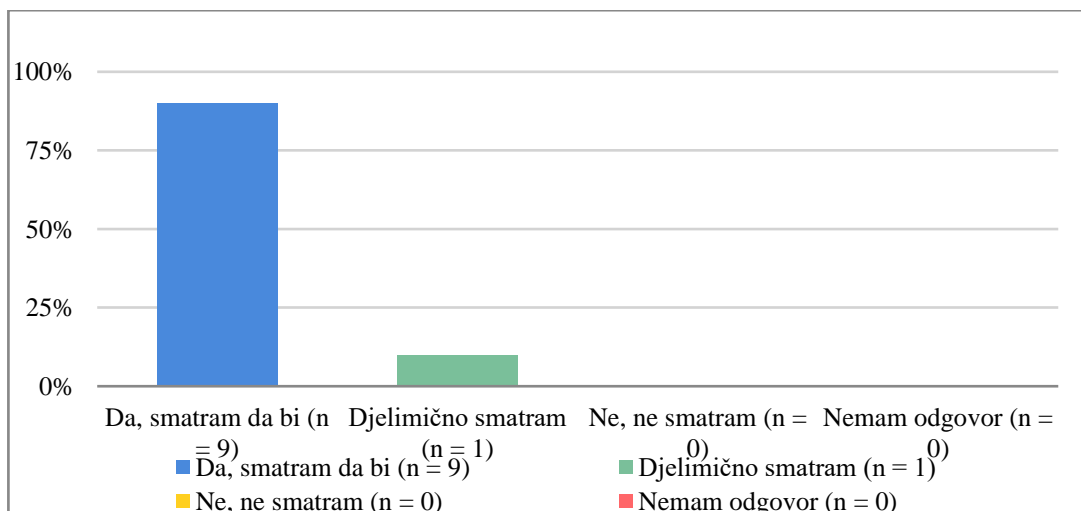 100%
75%
50%
25%
0%
Da, smatram da bi (n
= 9)
Djelimično smatram
(n = 1)
Ne, ne smatram (n =
0)
Nemam odgovor (n =
0)
Da, smatram da bi (n = 9)
Djelimično smatram (n = 1)
Ne, ne smatram (n = 0)
Nemam odgovor (n = 0)